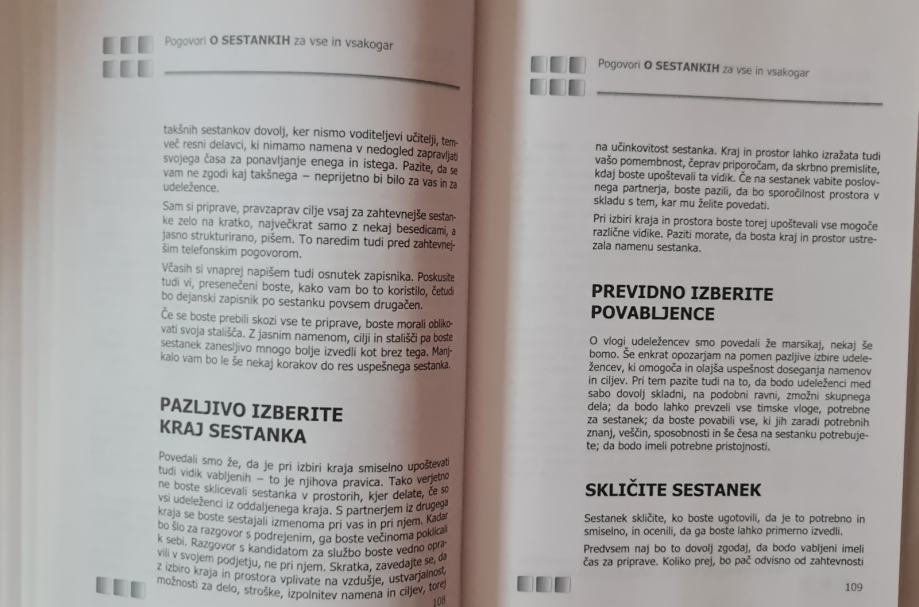 Pogovori O SESTANKIH za vse in vsakogar
takšnih sestankov dovolj, ker nismo voditeljevi učitelji, tem-
več resni delavci, ki nimamo namena v nedogled zapravljati
svojega časa za ponavljanje enega in istega. Pazite, da se
vam ne zgodi kaj takšnega – neprijetno bi bilo za vas in za
udeležence.
Sam si priprave, pravzaprav cilje vsaj za zahtevnejše sestan-
ke zelo na kratko, največkrat samo z nekaj besedicami, a
jasno strukturirano, pišem. To naredim tudi pred zahtevnej-
šim telefonskim pogovorom.
Včasih si vnaprej napišem tudi osnutek zapisnika. Poskusite
tudi vi, presenečeni boste, kako vam bo to koristilo, četudi
bo dejanski zapisnik po sestanku povsem drugačen.
Če se boste prebili skozi vse te priprave, boste morali obliko-
vati svoja stališča. Z jasnim namenom, cilji in stališči pa boste
sestanek zanesljivo mnogo bolje izvedli kot brez tega. Manj-
kalo vam bo le še nekaj korakov do res uspešnega sestanka.
PAZLJIVO IZBERITE
KRAJ SESTANKA
Povedali smo že, da je pri izbiri kraja smiselno upoštevati
tudi vidik vabljenih – to je njihova pravica. Tako verjetno
ne boste sklicevali sestanka v prostorih, kjer delate, če so
vsi udeleženci iz oddaljenega kraja. S partnerjem iz drugega
kraja se boste sestajali izmenoma pri vas in pri njem. Kadar
bo šlo za razgovor s podrejenim, ga boste večinoma poklicali
k sebi. Razgovor s kandidatom za službo boste vedno opra-
vili v svojem podjetju, ne pri njem. Skratka, zavedajte se, da
z izbiro kraja in prostora vplivate na vzdušje, ustvarjalnost,
možnosti za delo, stroške, izpolnitev namena in ciljev, torej
108
Pogovori O SESTANKIH za vse in vsakogar
na učinkovitost sestanka. Kraj in prostor lahko izražata tudi
vašo pomembnost, čeprav priporočam, da skrbno premislite,
kdaj boste upoštevali ta vidik. Če na sestanek vabite poslov-
nega partnerja, boste pazili, da bo sporočilnost prostora v
skladu s tem, kar mu želite povedati.
Pri izbiri kraja in prostora boste torej upoštevali vse mogoče
različne vidike. Paziti morate, da bosta kraj in prostor ustre-
zala namenu sestanka.
PREVIDNO IZBERITE
POVABLJENCE
O vlogi udeležencev smo povedali že marsikaj, nekaj še
bomo. Še enkrat opozarjam na pomen pazljive izbire udele-
žencev, ki omogoča in olajša uspešnost doseganja namenov
in ciljev. Pri tem pazite tudi na to, da bodo udeleženci med
sabo dovolj skladni, na podobni ravni, zmožni skupnega
dela; da bodo lahko prevzeli vse timske vloge, potrebne
za sestanek; da boste povabili vse, ki jih zaradi potrebnih
znanj, veščin, sposobnosti in še česa na sestanku potrebuje-
te; da bodo imeli potrebne pristojnosti.
SKLIČITE SESTANEK
Sestanek skličite, ko boste ugotovili, da je to potrebno in
smiselno, in ocenili, da ga boste lahko primerno izvedli.
Predvsem naj bo to dovolj zgodaj, da bodo vabljeni imeli
čas za priprave. Koliko prej, bo pač odvisno od zahtevnosti
109